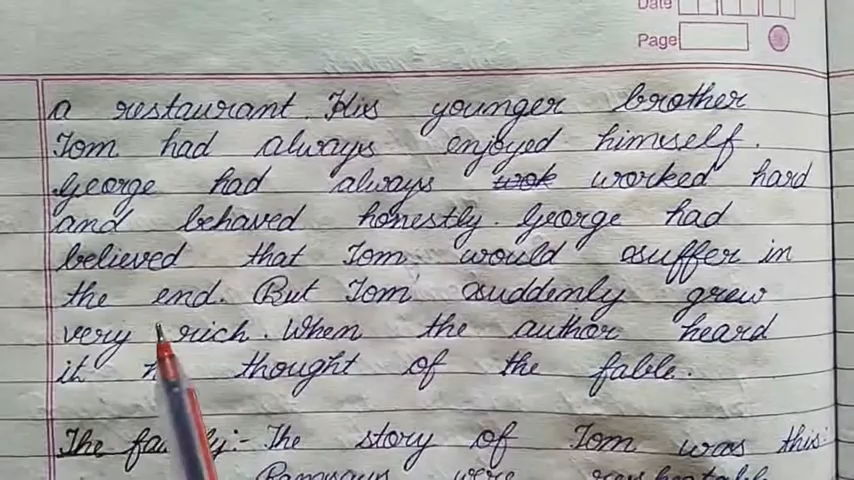 Date
Page
a restaurant. His younger brother
Tom had always enjoyed himself.
George had always worked hard
and behaved honestly. George had
believed that Tom would suffer in
the end. But Tom suddenly grew
very rich. When the author heard
it thought of the fable.
The :- The story of Tom was this:
were